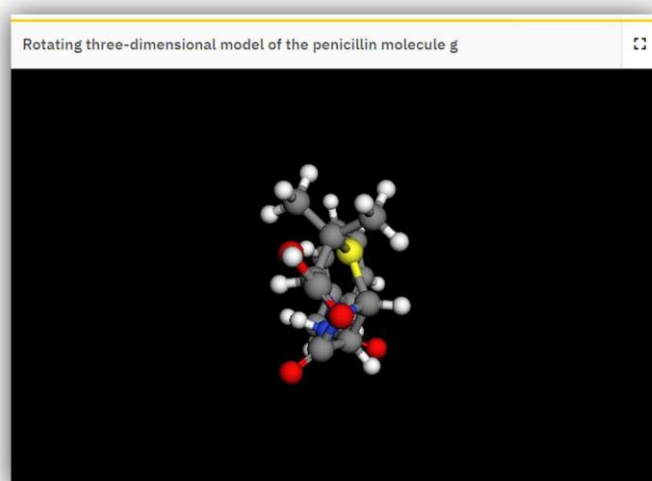 Rotating three-dimensional model of the penicillin molecule g